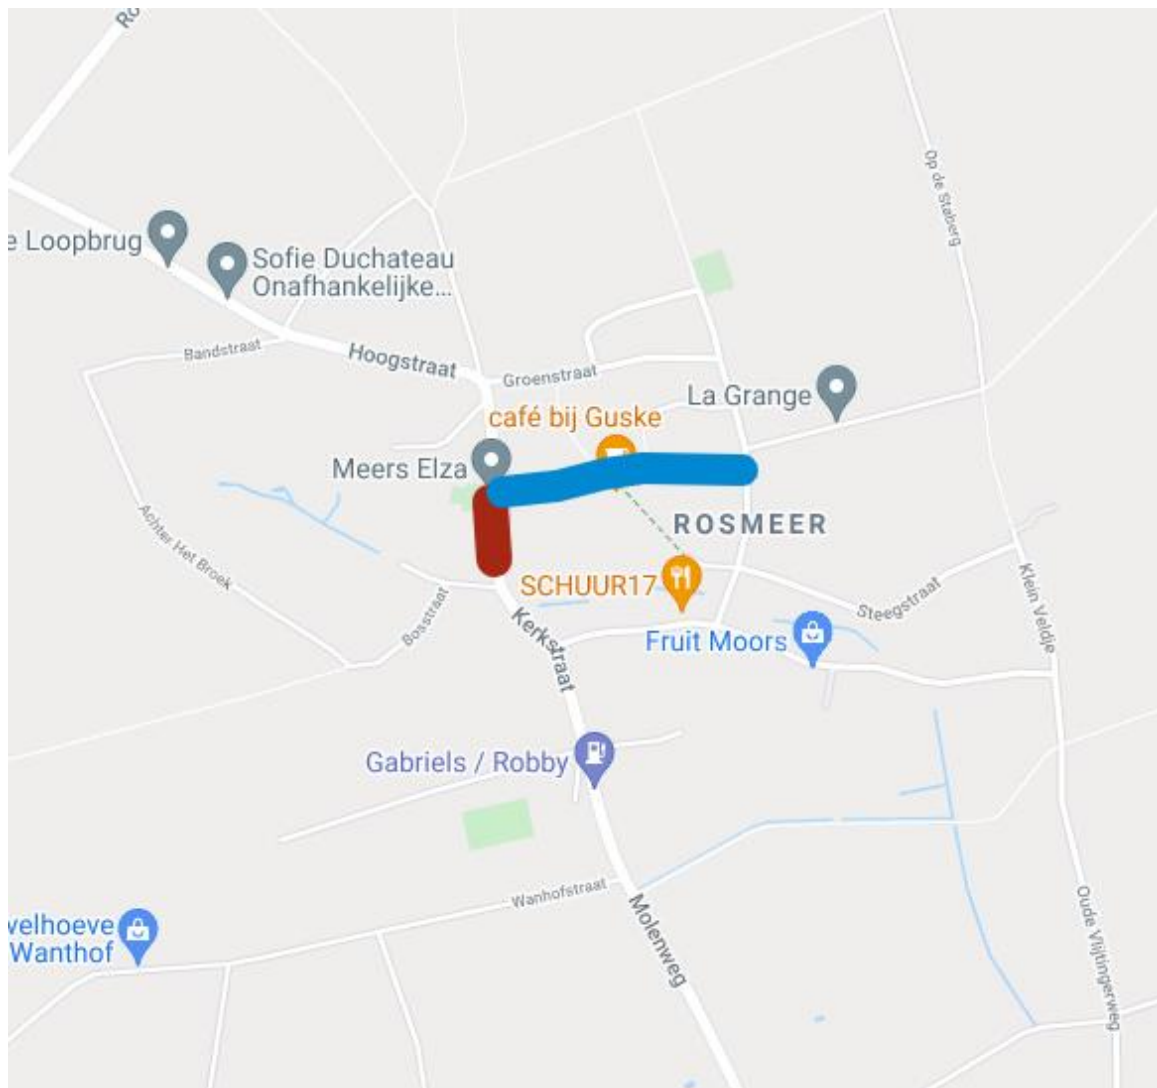 Ro
Op de Staberg
e Loopbrug
Sofie Duchateau
Onafhankelijke...
Bandstraat
Hoogstraat
Groenstraat
La Grange
café bij Guske
Meers Elza
ROSMEER
Achter Het Broek
SCHUUR17
Steegstraat
Klein Veldje
Bosstraat
Kerkstraat
Fruit Moors
Gabriels / Robby
Wanhofstraat
Molenweg
Oude Vlijtingerweg
velhoeve
Wanthof